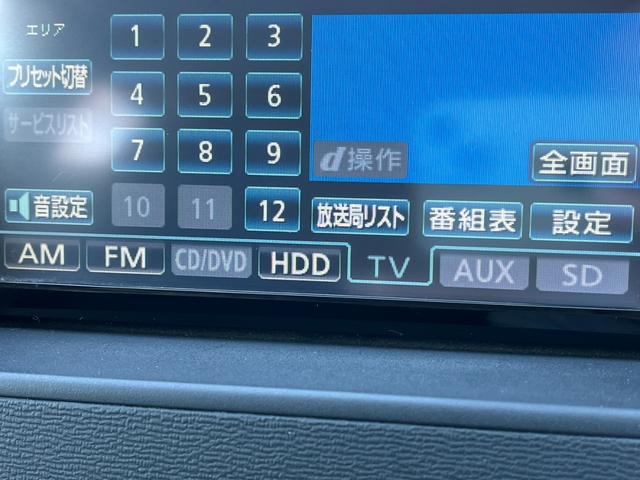 エリア
1 2 3
プリセット切替
4 5 6
サービスリスト
7 8 9
d操作
全画面
音設定
10 11 12
放送局リスト 番組表 設定
AM FM CD/DVD HDD TV AUX SD